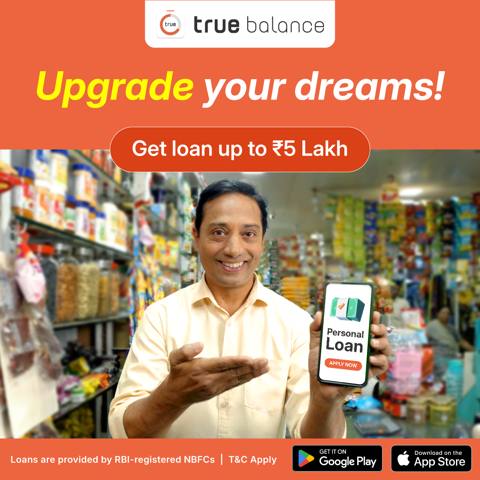 true
true balance
Upgrade your dreams!
Get loan up to ₹5 Lakh
Personal
Loan
APPLY NOW
Loans are provided by RBI-registered NBFCs | T&C Apply
GET IT ON
Google Play
Download on the
App Store